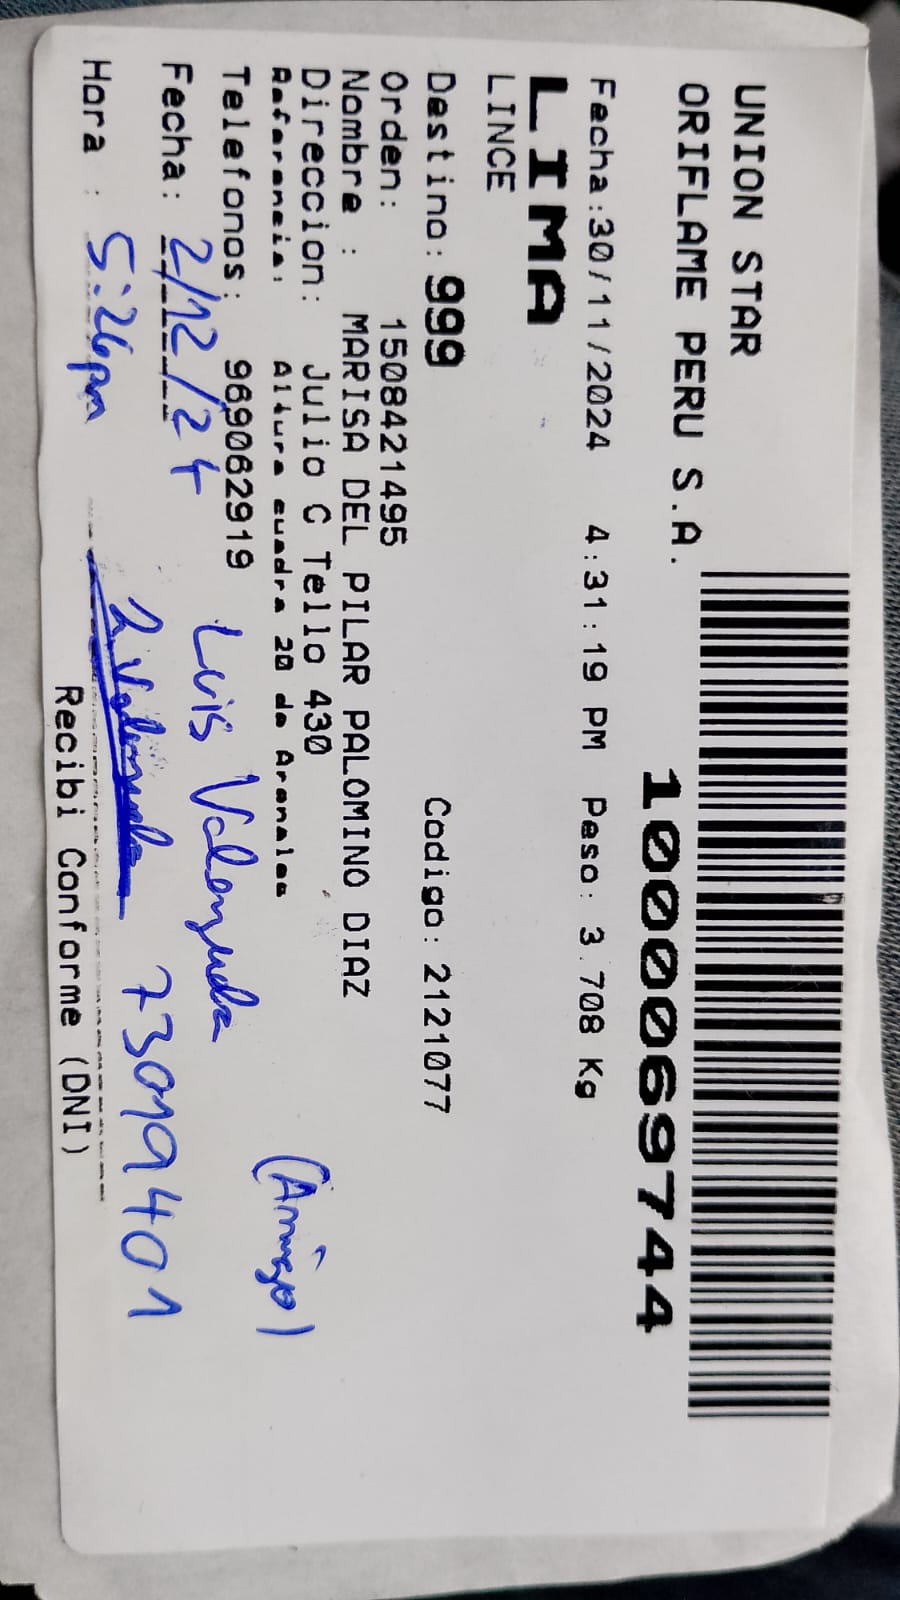 UNION STAR
ORIFLAME PERU S.A.
1000069744
Fecha:30/11/2024 4:31:19 PM Peso: 3.708 Kg
LIMA
LINCE
Destino: 999 Codigo: 2121077
Orden: 1508421495
Nombre : MARISA DEL PILAR PALOMINO DIAZ
Direccion: Julio C Tello 430
Referencia: Altura cuadra 20 de Arenales
Telefonos: 969062919
(Amigo)
Luis Valenzuela
Fecha: 2/12/24
Hora : 5:26pm
73019401
Recibi Conforme (DNI)